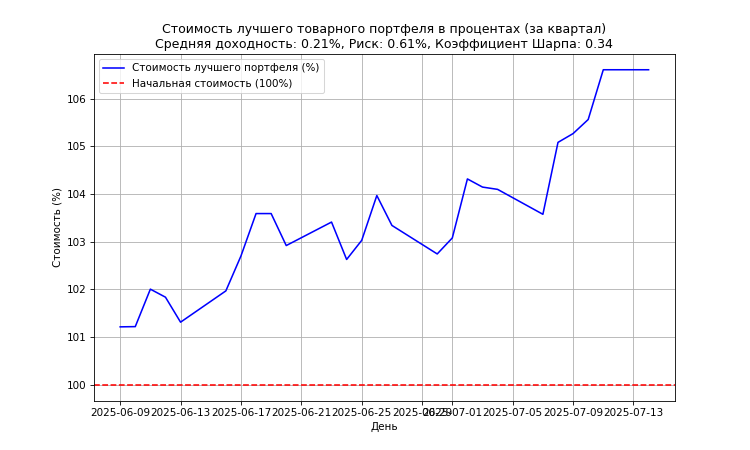 Стоимость лучшего товарного портфеля в процентах (за квартал)
Средняя доходность: 0.21%, Риск: 0.61%, Коэффициент Шарпа: 0.34
Стоимость лучшего портфеля (%)
Начальная стоимость (100%)
Стоимость (%)
106
105
104
103
102
101
100
2025-06-09 2025-06-13 2025-06-17 2025-06-21 2025-06-25 2025-06-29 2025-07-01 2025-07-05 2025-07-09 2025-07-13
День